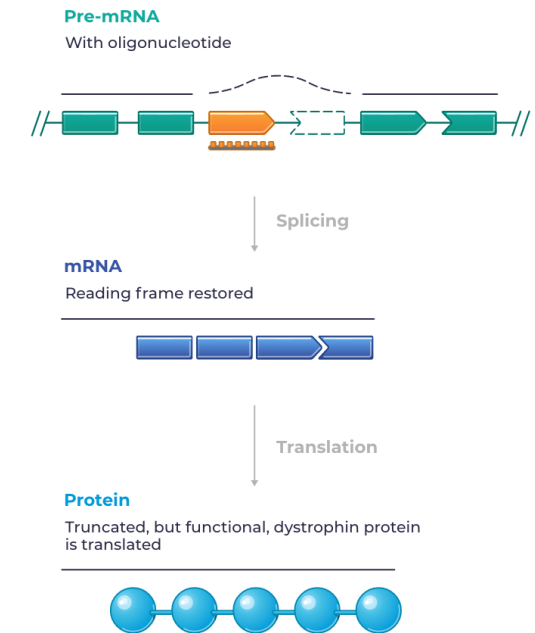 Pre-mRNA
With oligonucleotide
Splicing
mRNA
Reading frame restored
Translation
Protein
Truncated, but functional, dystrophin protein
is translated